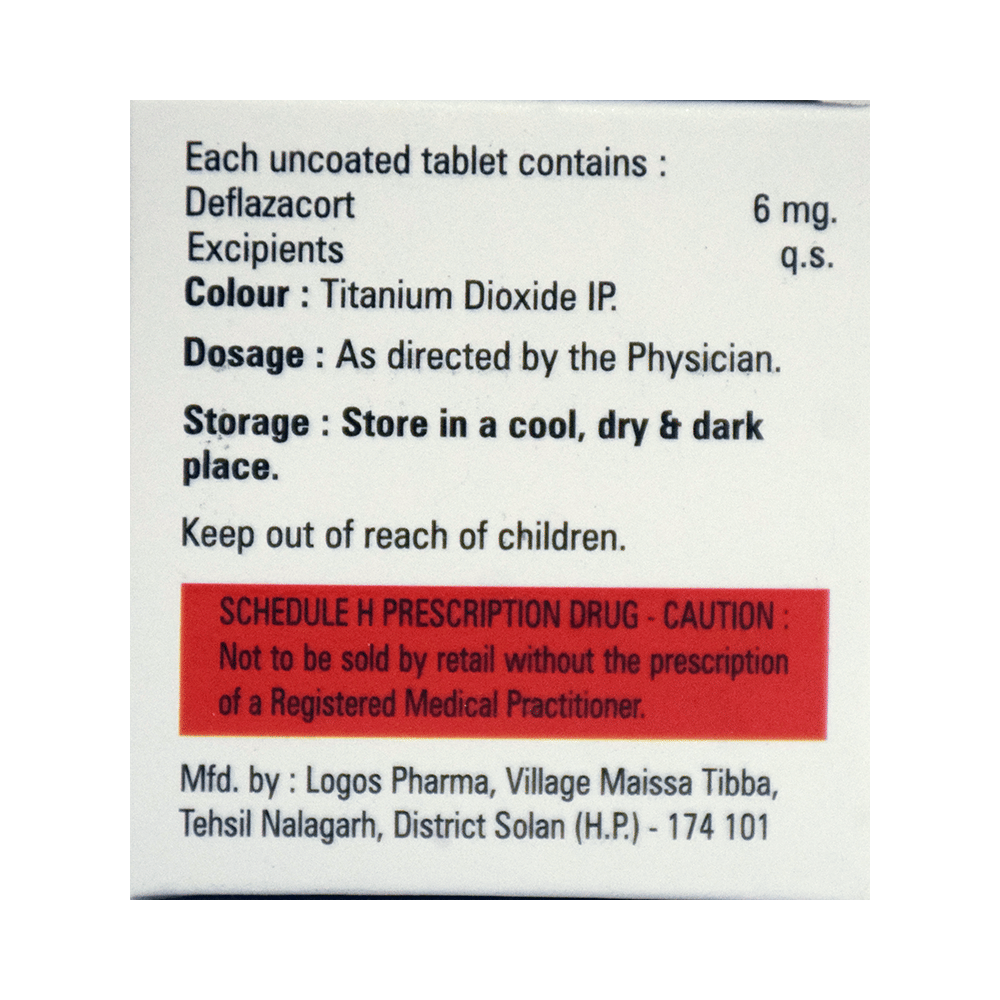 Each uncoated tablet contains :
Deflazacort 6 mg.
Excipients q.s.
Colour : Titanium Dioxide IP.
Dosage : As directed by the Physician.
Storage : Store in a cool, dry & dark
place.
Keep out of reach of children.
SCHEDULE H PRESCRIPTION DRUG - CAUTION :
Not to be sold by retail without the prescription
of a Registered Medical Practitioner.
Mfd. by : Logos Pharma, Village Maissa Tibba,
Tehsil Nalagarh, District Solan (H.P.) - 174 101